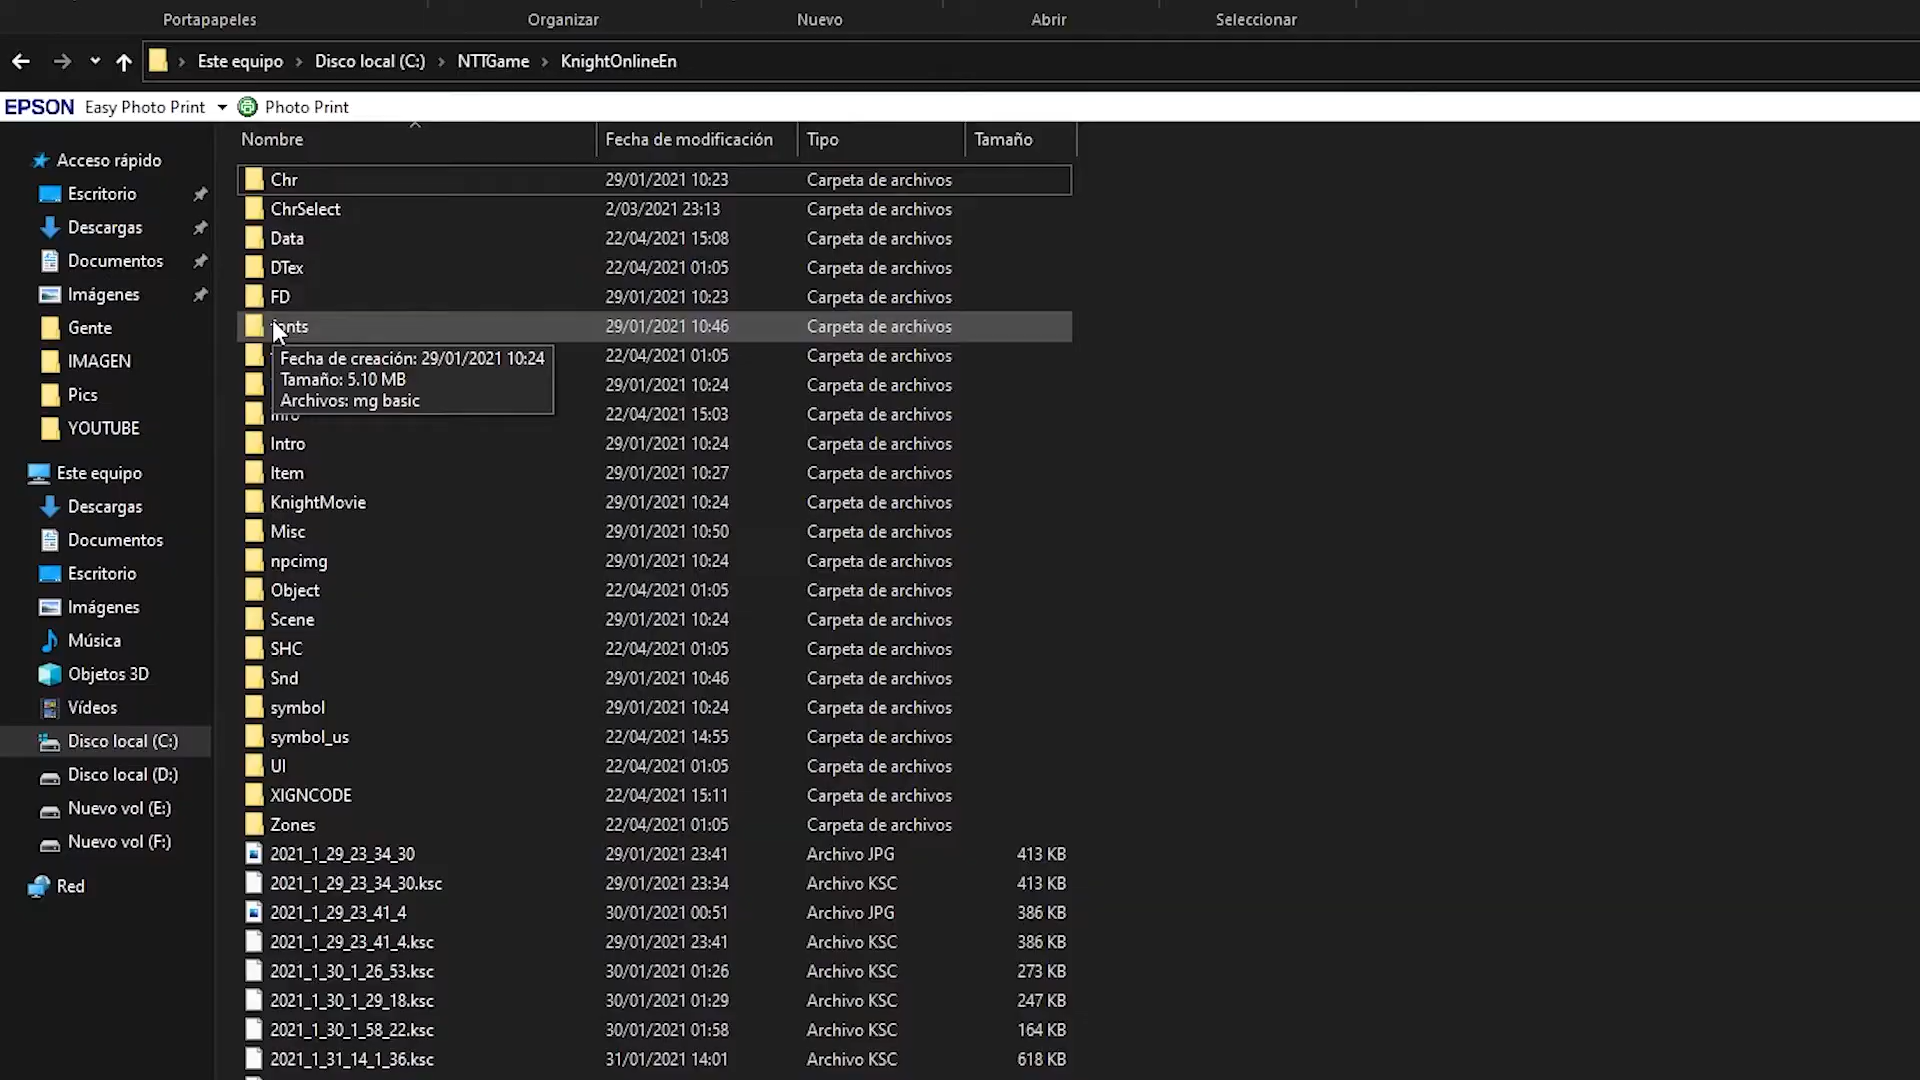 Portapapeles Organizar Nuevo Abrir Seleccionar
Este equipo > Disco local (C:) > NTTGame > KnightOnlineEn
EPSON Easy Photo Print Photo Print
Nombre Fecha de modificación Tipo Tamaño
Acceso rápido
Escritorio
Descargas
Documentos
Imágenes
Gente
IMAGEN
Pics
YOUTUBE
Este equipo
Descargas
Documentos
Escritorio
Imágenes
Música
Objetos 3D
Vídeos
Disco local (C:)
Disco local (D:)
Nuevo vol (E:)
Nuevo vol (F:)
Red
Chr 29/01/2021 10:23 Carpeta de archivos
ChrSelect 2/03/2021 23:13 Carpeta de archivos
Data 22/04/2021 15:08 Carpeta de archivos
DTex 22/04/2021 01:05 Carpeta de archivos
FD 29/01/2021 10:23 Carpeta de archivos
fonts 29/01/2021 10:46 Carpeta de archivos
22/04/2021 01:05 Carpeta de archivos
29/01/2021 10:24 Carpeta de archivos
22/04/2021 15:03 Carpeta de archivos
Fecha de creación: 29/01/2021 10:24
Tamaño: 5.10 MB
Archivos: mg basic
Intro 29/01/2021 10:24 Carpeta de archivos
Item 29/01/2021 10:27 Carpeta de archivos
KnightMovie 29/01/2021 10:24 Carpeta de archivos
Misc 29/01/2021 10:50 Carpeta de archivos
npcimg 29/01/2021 10:24 Carpeta de archivos
Object 22/04/2021 01:05 Carpeta de archivos
Scene 29/01/2021 10:24 Carpeta de archivos
SHC 22/04/2021 01:05 Carpeta de archivos
Snd 29/01/2021 10:46 Carpeta de archivos
symbol 29/01/2021 10:24 Carpeta de archivos
symbol_us 22/04/2021 14:55 Carpeta de archivos
UI 22/04/2021 01:05 Carpeta de archivos
XIGNCODE 22/04/2021 15:11 Carpeta de archivos
Zones 22/04/2021 01:05 Carpeta de archivos
2021_1_29_23_34_30 29/01/2021 23:41 Archivo JPG 413 KB
2021_1_29_23_34_30.ksc 29/01/2021 23:34 Archivo KSC 413 KB
2021_1_29_23_41_4 30/01/2021 00:51 Archivo JPG 386 KB
2021_1_29_23_41_4.ksc 29/01/2021 23:41 Archivo KSC 386 KB
2021_1_30_1_26_53.ksc 30/01/2021 01:26 Archivo KSC 273 KB
2021_1_30_1_29_18.ksc 30/01/2021 01:29 Archivo KSC 247 KB
2021_1_30_1_58_22.ksc 30/01/2021 01:58 Archivo KSC 164 KB
2021_1_31_14_1_36.ksc 31/01/2021 14:01 Archivo KSC 618 KB